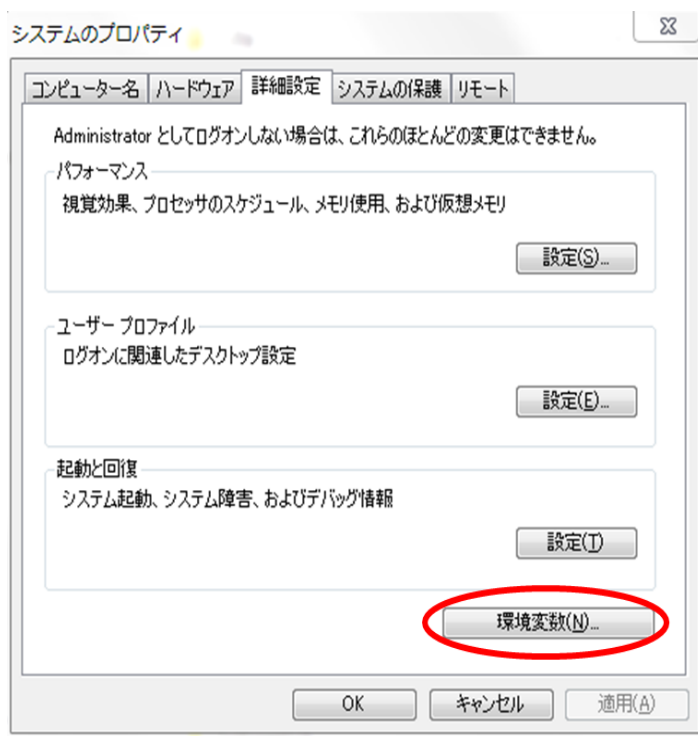 システムのプロパティ
コンピューター名 ハードウェア 詳細設定 システムの保護 リモート
Administrator としてログオンしない場合は、これらのほとんどの変更はできません。
パフォーマンス
視覚効果、プロセッサのスケジュール、メモリ使用、および仮想メモリ
設定(S)...
ユーザー プロファイル
ログオンに関連したデスクトップ設定
設定(E)...
起動と回復
システム起動、システム障害、およびデバッグ情報
設定(T)
環境変数(N)...
OK キャンセル 適用(A)